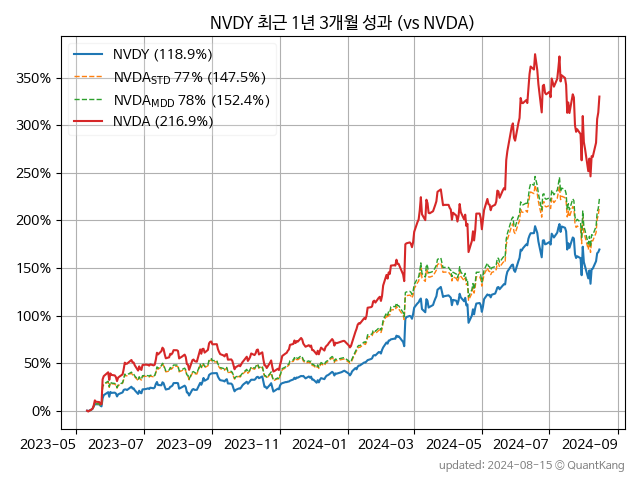 NVDY 최근 1년 3개월 성과 (vs NVDA)
NVDY (118.9%)
NVDA_STD 77% (147.5%)
NVDA_MDD 78% (152.4%)
NVDA (216.9%)
350%
300%
250%
200%
150%
100%
50%
0%
2023-05 2023-07 2023-09 2023-11 2024-01 2024-03 2024-05 2024-07 2024-09
updated: 2024-08-15 © QuantKang